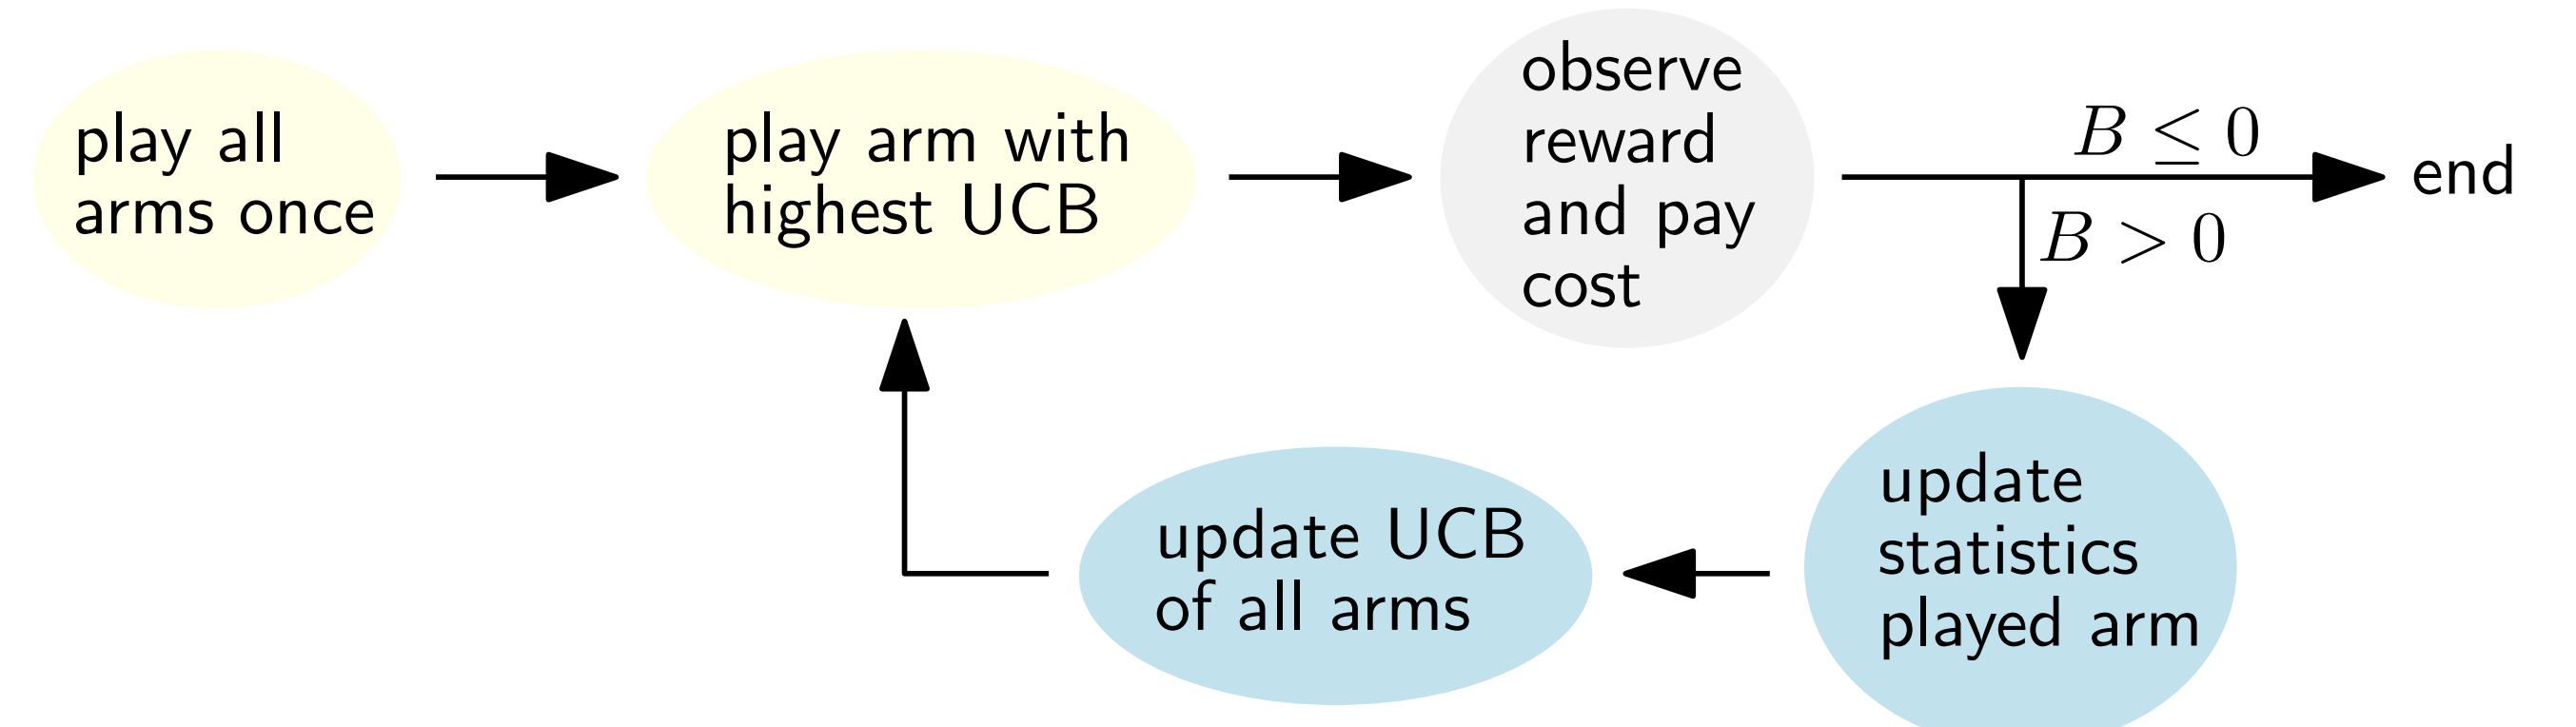 play all
arms once
play arm with
highest UCB
observe
reward
and pay
cost
B ≤ 0
end
B > 0
update
statistics
played arm
update UCB
of all arms